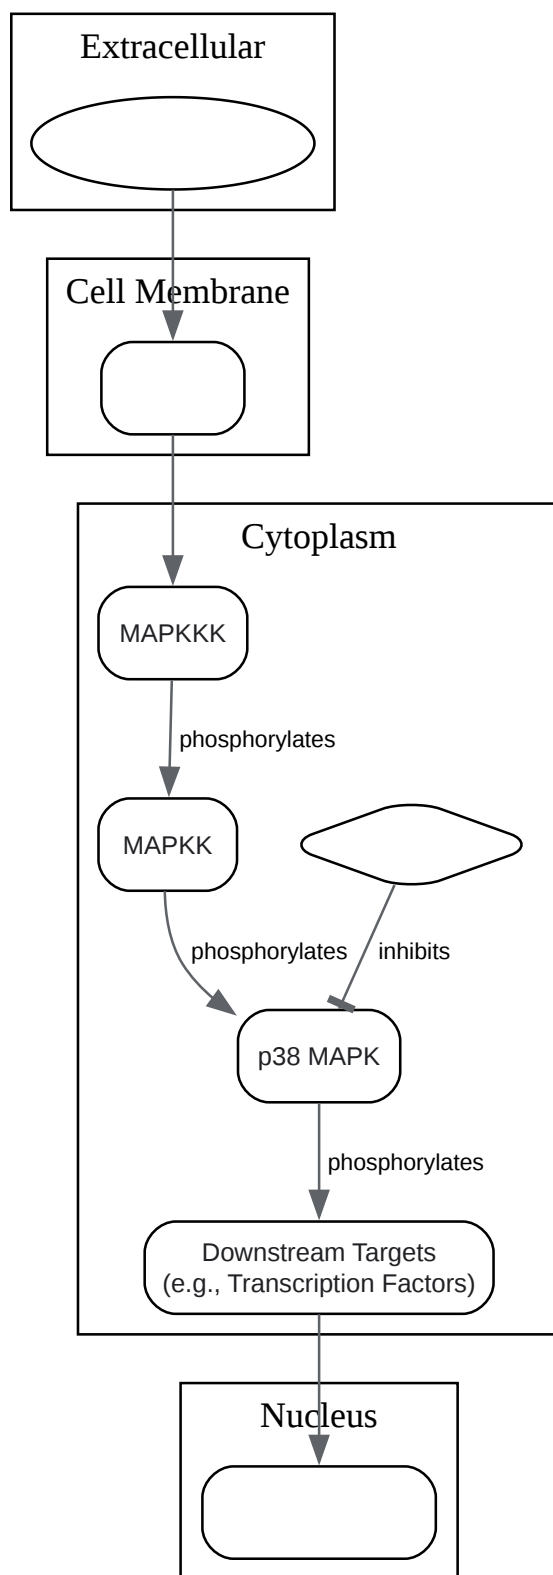 Extracellular
Cell Membrane
Cytoplasm
MAPKKK
phosphorylates
MAPKK
phosphorylates
inhibits
p38 MAPK
phosphorylates
Downstream Targets
(e.g., Transcription Factors)
Nucleus